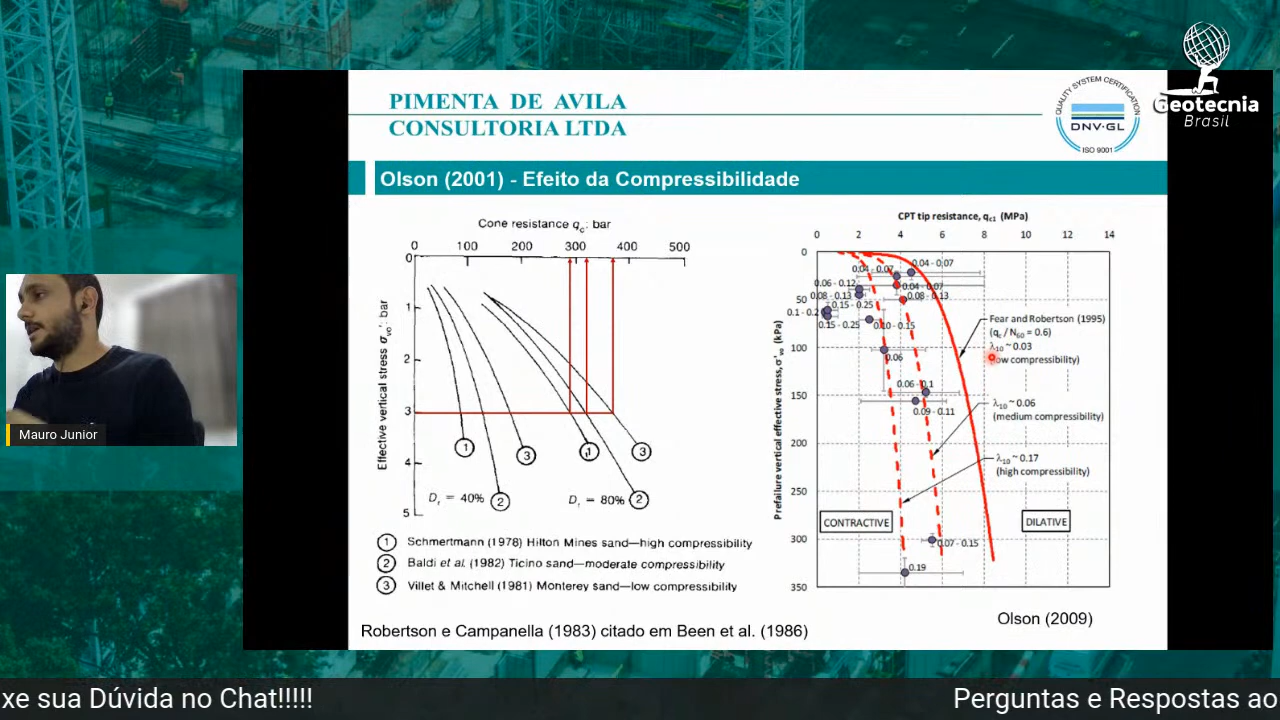 PIMENTA DE AVILA
CONSULTORIA LTDA
QUALITY SYSTEM CERTIFICATION
DNV·GL
ISO 9001
Geotecnia
Brasil
Olson (2001) - Efeito da Compressibilidade
Cone resistance qc: bar
0 100 200 300 400 500
Effective vertical stress σ'vo: bar
0
1
2
3
4
5
1
2
3
1
2
3
Dr = 40%
Dr = 80%
1 Schmertmann (1978) Hilton Mines sand—high compressibility
2 Baldi et al. (1982) Ticino sand—moderate compressibility
3 Villet & Mitchell (1981) Monterey sand—low compressibility
Robertson e Campanella (1983) citado em Been et al. (1986)
CPT tip resistance, qc1 (MPa)
0 2 4 6 8 10 12 14
Prefailure vertical effective stress, σ'vo (kPa)
0
50
100
150
200
250
300
350
0.04 - 0.07
0.04 - 0.07
0.06 - 0.12
0.04 - 0.07
0.08 - 0.13
0.08 - 0.13
0.15 - 0.25
0.1 - 0.2
0.15 - 0.25
0.10 - 0.15
0.06
0.06 - 0.1
0.09 - 0.11
0.07 - 0.15
0.19
Fear and Robertson (1995)
(qc / N60 = 0.6)
λ10 ~ 0.03
(low compressibility)
λ10 ~ 0.06
(medium compressibility)
λ10 ~ 0.17
(high compressibility)
CONTRACTIVE
DILATIVE
Olson (2009)
Mauro Junior
xe sua Dúvida no Chat!!!!!
Perguntas e Respostas ao